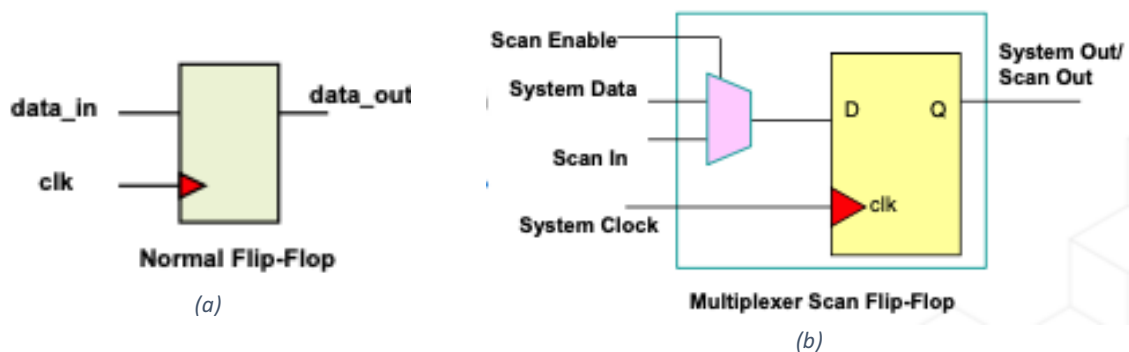 data_in
data_out
clk
Normal Flip-Flop
(a)
Scan Enable
System Data
Scan In
System Clock
D
Q
clk
System Out/
Scan Out
Multiplexer Scan Flip-Flop
(b)